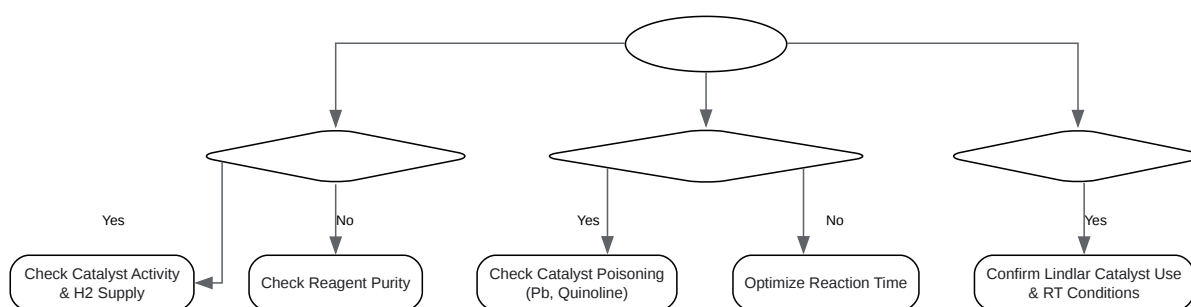 Yes
No
Yes
No
Yes
Check Catalyst Activity
& H2 Supply
Check Reagent Purity
Check Catalyst Poisoning
(Pb, Quinoline)
Optimize Reaction Time
Confirm Lindlar Catalyst Use
& RT Conditions